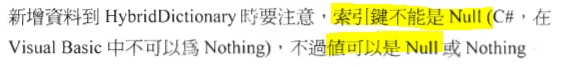 新增資料到 HybridDictionary 時要注意，索引鍵不能是 Null (C#，在
Visual Basic 中不可以為 Nothing)，不過值可以是 Null 或 Nothing